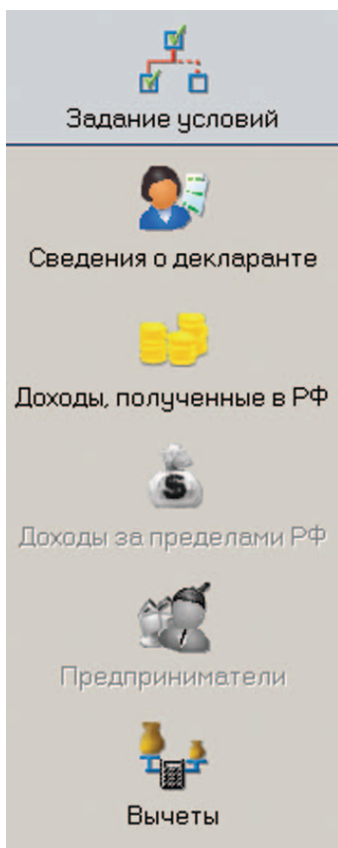 Задание условий
Сведения о декларанте
Доходы, полученные в РФ
$
Доходы за пределами РФ
Предприниматели
Вычеты